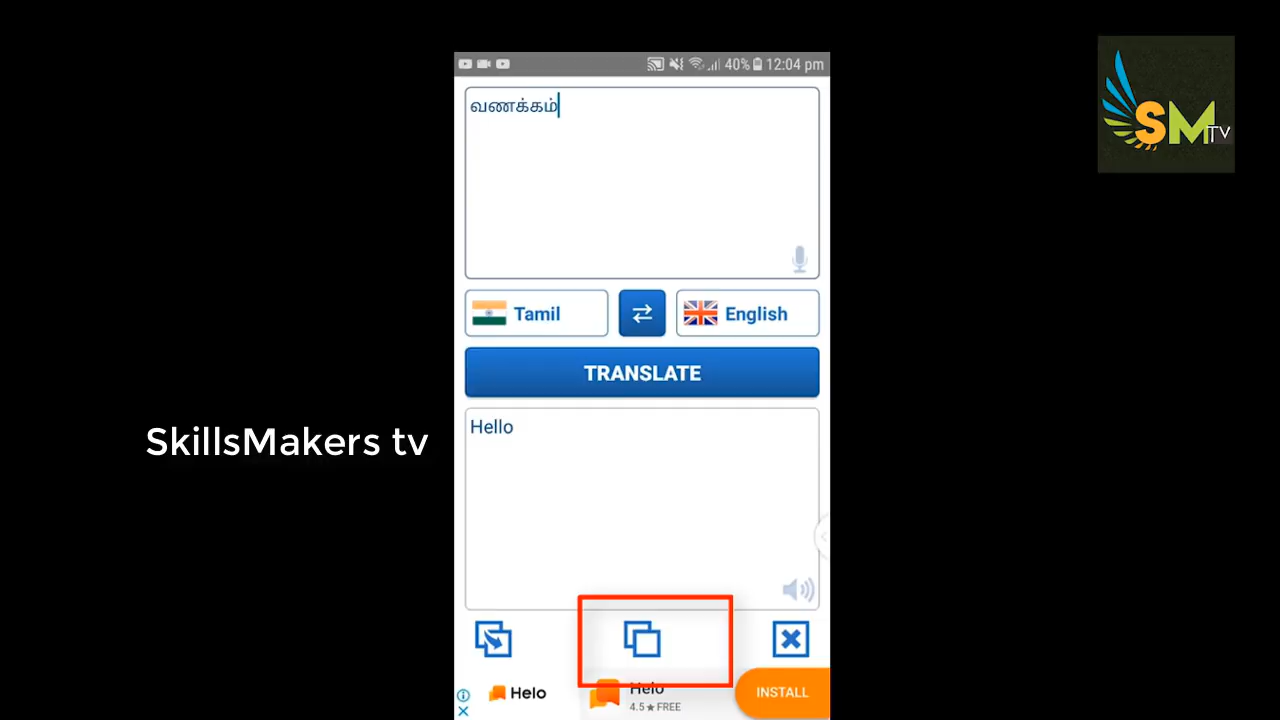 SM TV
40% 12:04 pm
வணக்கம்
Tamil
English
TRANSLATE
Hello
SkillsMakers tv
Helo
Helo
4.5★FREE
INSTALL